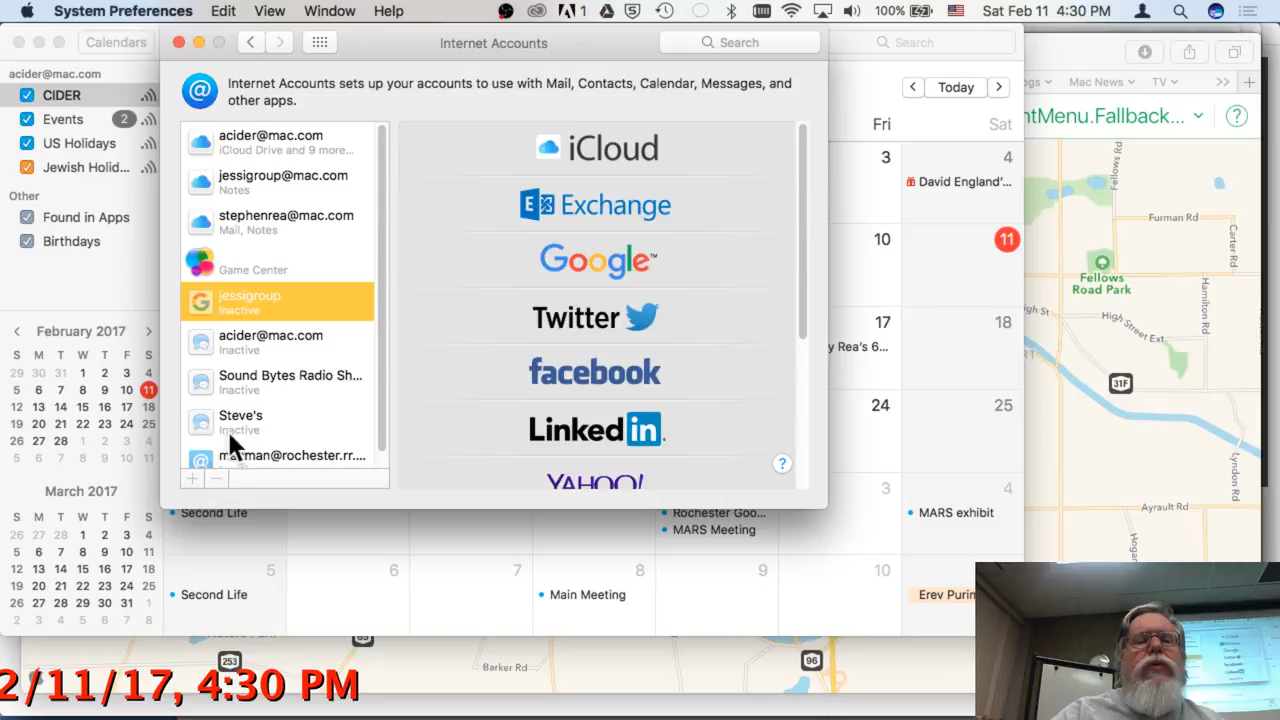 System Preferences Edit View Window Help
1
5
100%
Sat Feb 11 4:30 PM
Calendars
Internet Accounts
Search
Search
acider@mac.com
CIDER
Events 2
US Holidays
Jewish Holid...
Other
Found in Apps
Birthdays
Internet Accounts sets up your accounts to use with Mail, Contacts, Calendar, Messages, and
other apps.
acider@mac.com
iCloud Drive and 9 more...
jessigroup@mac.com
Notes
stephenrea@mac.com
Mail, Notes
Game Center
jessigroup
Inactive
acider@mac.com
Inactive
Sound Bytes Radio Sh...
Inactive
Steve's
Inactive
+ −
iCloud
Exchange
Google™
Twitter
facebook
LinkedIn
YAHOO!
?
Today
Fri Sat
3 4
David England'...
10 11
17 18
y Rea's 6...
24 25
3 4
Second Life
Rochester Goo...
MARS Meeting
MARS exhibit
5 6 7 8 9 10
Second Life
Main Meeting
Erev Purin
February 2017
S M T W T F S
29 30 31 1 2 3 4
5 6 7 8 9 10 11
12 13 14 15 16 17 18
19 20 21 22 23 24 25
26 27 28 1 2 3 4
5 6 7 8 9 10 11
March 2017
S M T W T F S
26 27 28 1 2 3 4
5 6 7 8 9 10 11
12 13 14 15 16 17 18
19 20 21 22 23 24 25
26 27 28 29 30 31 1
2 3 4 5 6 7 8
ogs Mac News TV >> +
ntMenu.Fallback... ?
Fellows Rd
Furman Rd
Carter Rd
Fellows
Road Park
Hamilton Rd
High Street Ext
31F
Lyndon Rd
Ayrault Rd
253
Barker Rd
96
2/11/17, 4:30 PM